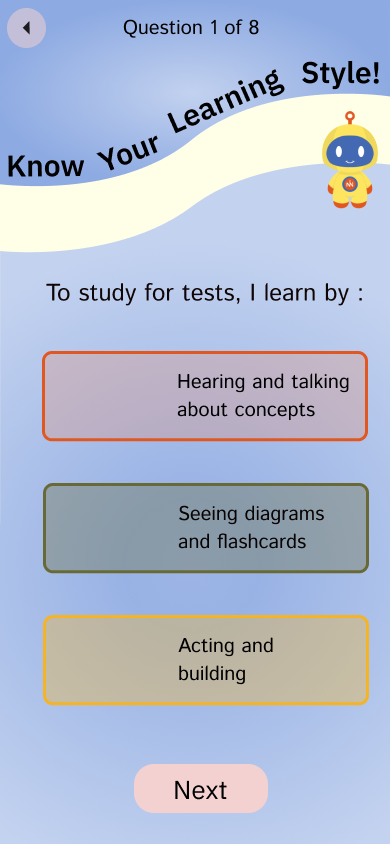 Question 1 of 8
Know Your Learning Style!
To study for tests, I learn by :
Hearing and talking
about concepts
Seeing diagrams
and flashcards
Acting and
building
Next